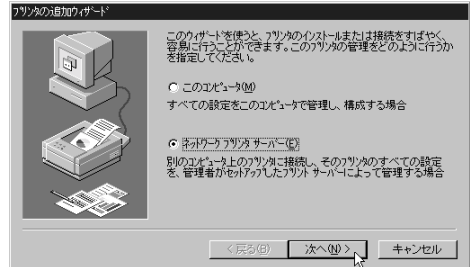 ﾌﾟﾘﾝﾀの追加ｳｨｻﾞｰﾄﾞ
このｳｨｻﾞｰﾄﾞを使うと、ﾌﾟﾘﾝﾀのｲﾝｽﾄｰﾙまたは接続をすばやく、
容易に行うことができます。このﾌﾟﾘﾝﾀの管理をどのように行うか
を指定してください。
このｺﾝﾋﾟｭｰﾀ(M)
すべての設定をこのｺﾝﾋﾟｭｰﾀで管理し、構成する場合
ﾈｯﾄﾜｰｸ ﾌﾟﾘﾝﾀ ｻｰﾊﾞｰ(E)
別のｺﾝﾋﾟｭｰﾀ上のﾌﾟﾘﾝﾀに接続し、そのﾌﾟﾘﾝﾀのすべての設定
を、管理者がｾｯﾄｱｯﾌﾟしたﾌﾟﾘﾝﾄ ｻｰﾊﾞｰによって管理する場合
< 戻る(B)
次へ(N) >
キャンセル